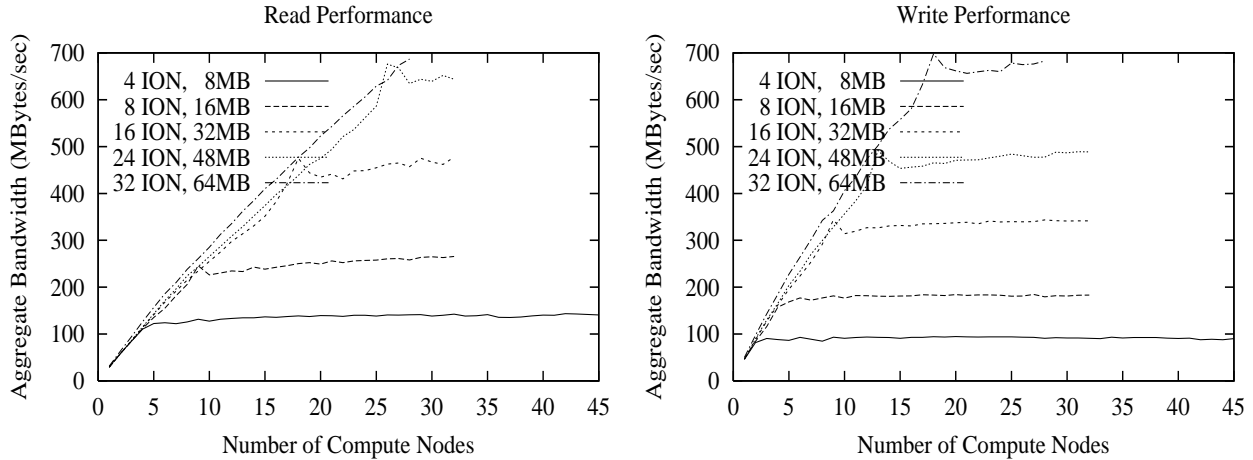 Read Performance
Aggregate Bandwidth (MBytes/sec)
700
600
500
400
300
200
100
0
4 ION, 8MB
8 ION, 16MB
16 ION, 32MB
24 ION, 48MB
32 ION, 64MB
0 5 10 15 20 25 30 35 40 45
Number of Compute Nodes
Write Performance
Aggregate Bandwidth (MBytes/sec)
700
600
500
400
300
200
100
0
4 ION, 8MB
8 ION, 16MB
16 ION, 32MB
24 ION, 48MB
32 ION, 64MB
0 5 10 15 20 25 30 35 40 45
Number of Compute Nodes